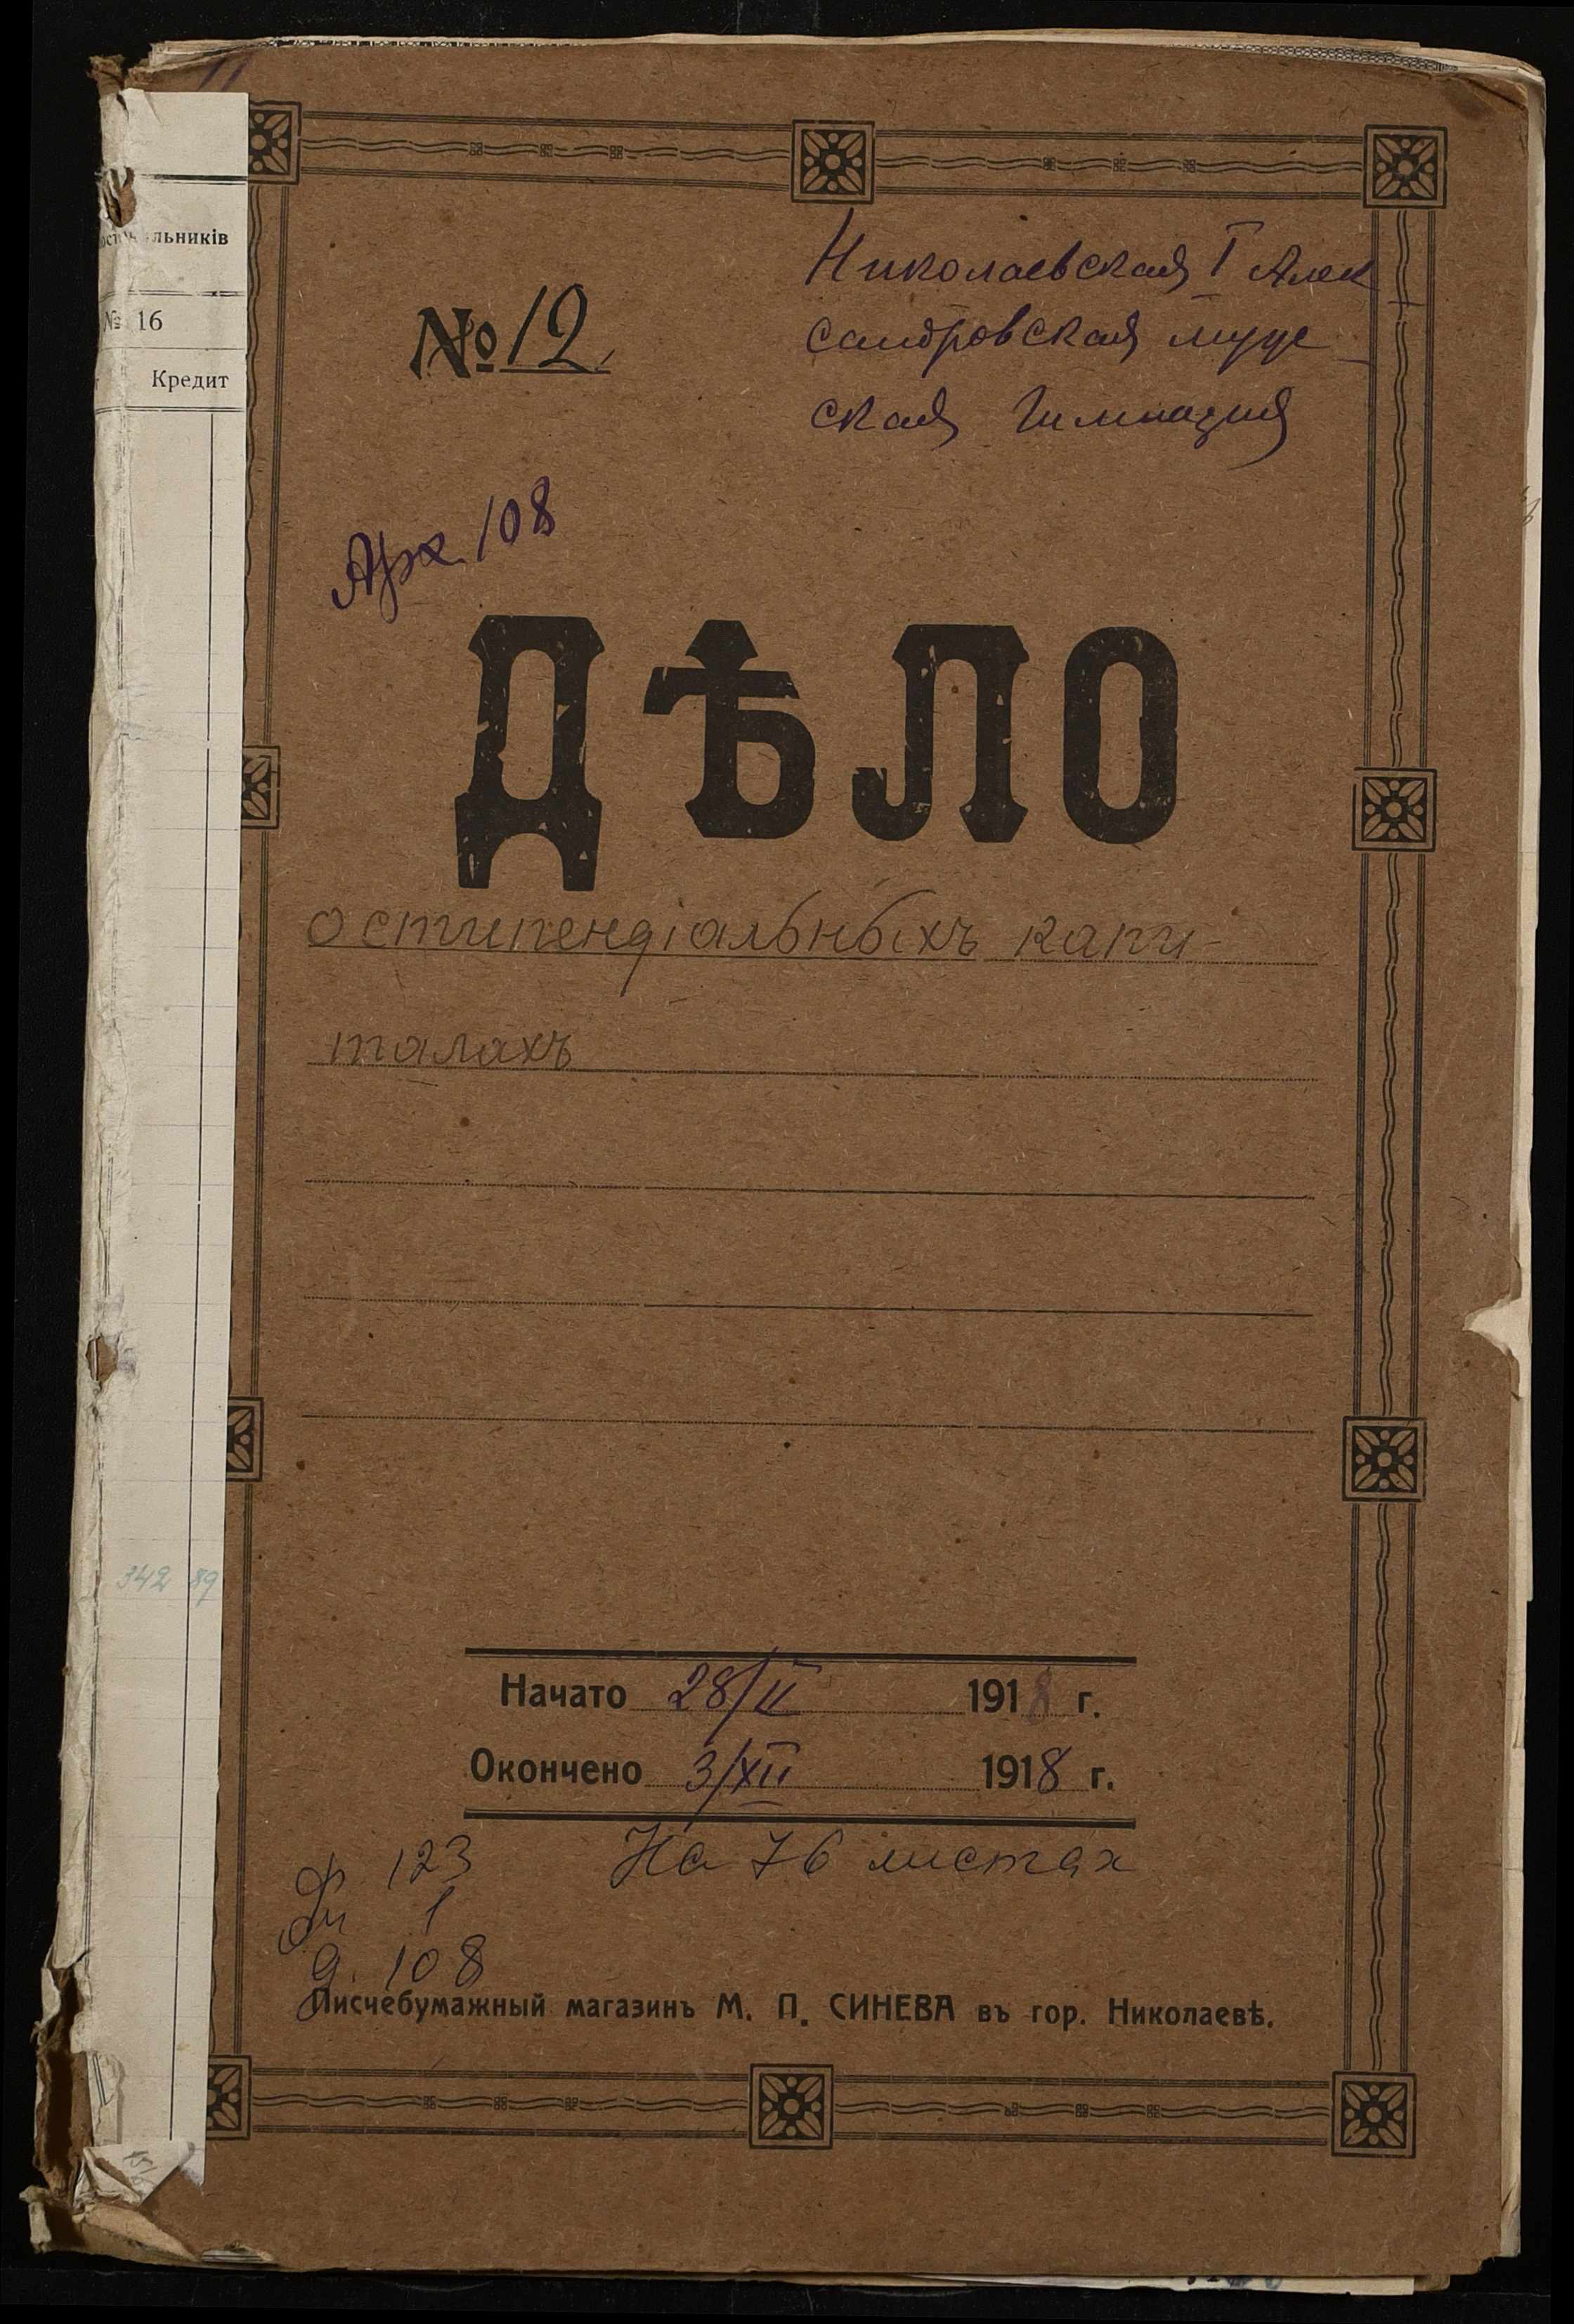 льників
№ 16
Кредит
Николаевская I Алек-
сандровская муж-
ская Гимназия
№ 12.
Арх. 108
ДѢЛО
о стипендіальныхъ капи-
талахъ
342 89
Начато 28/II 1918 г.
Окончено 3/XII 1918 г.
На 76 листах
Ф. 123
Оп 1
д. 108
Писчебумажный магазинъ М. П. СИНЕВА въ гор. Николаевѣ.